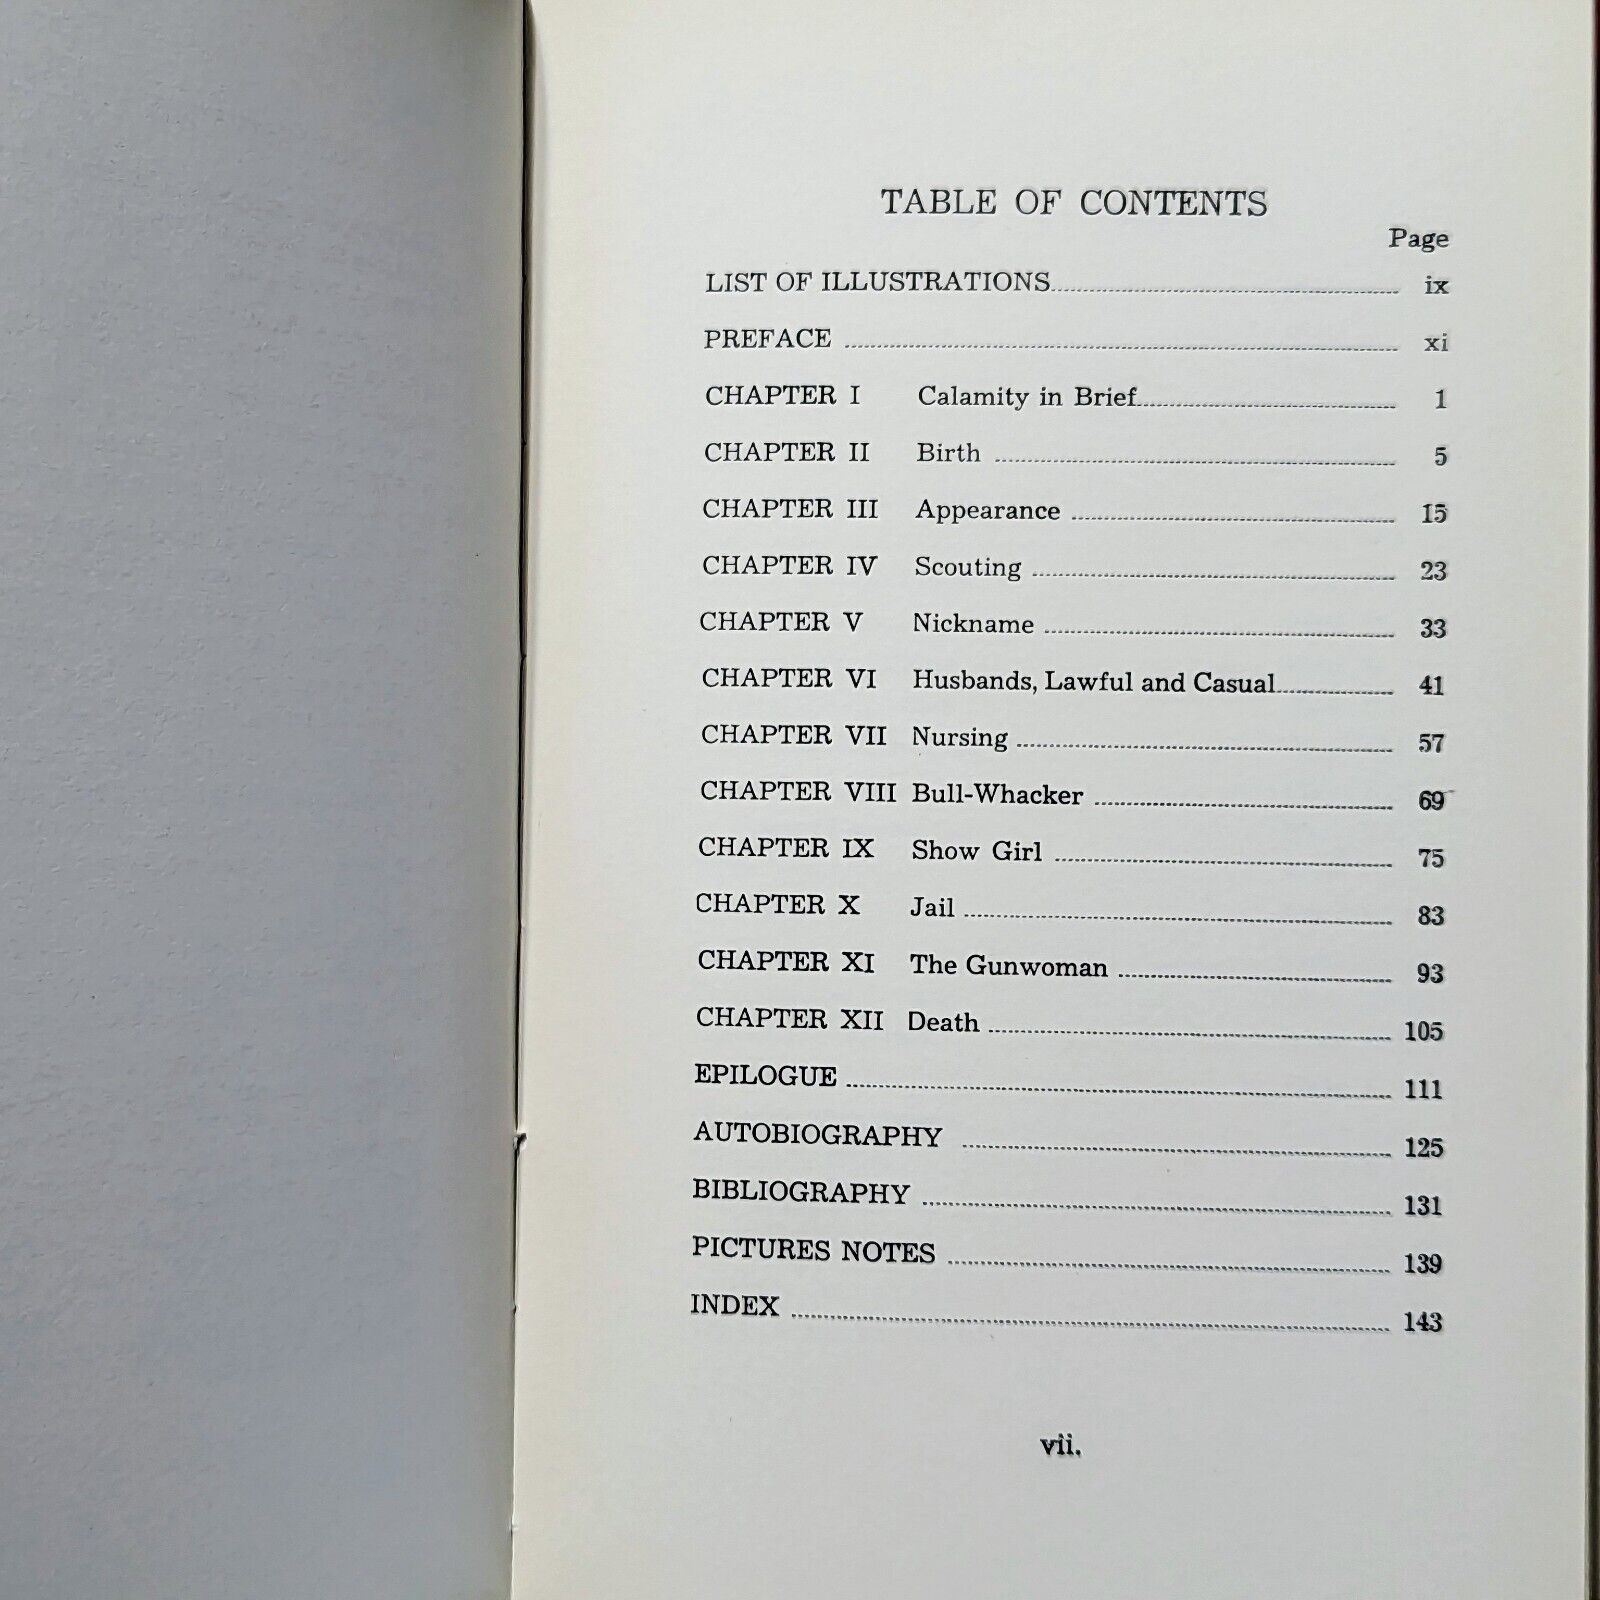 TABLE OF CONTENTS
Page
LIST OF ILLUSTRATIONS ix
PREFACE xi
CHAPTER I Calamity in Brief 1
CHAPTER II Birth 5
CHAPTER III Appearance 15
CHAPTER IV Scouting 23
CHAPTER V Nickname 33
CHAPTER VI Husbands, Lawful and Casual 41
CHAPTER VII Nursing 57
CHAPTER VIII Bull-Whacker 69
CHAPTER IX Show Girl 75
CHAPTER X Jail 83
CHAPTER XI The Gunwoman 93
CHAPTER XII Death 105
EPILOGUE 111
AUTOBIOGRAPHY 125
BIBLIOGRAPHY 131
PICTURES NOTES 139
INDEX 143
vii.